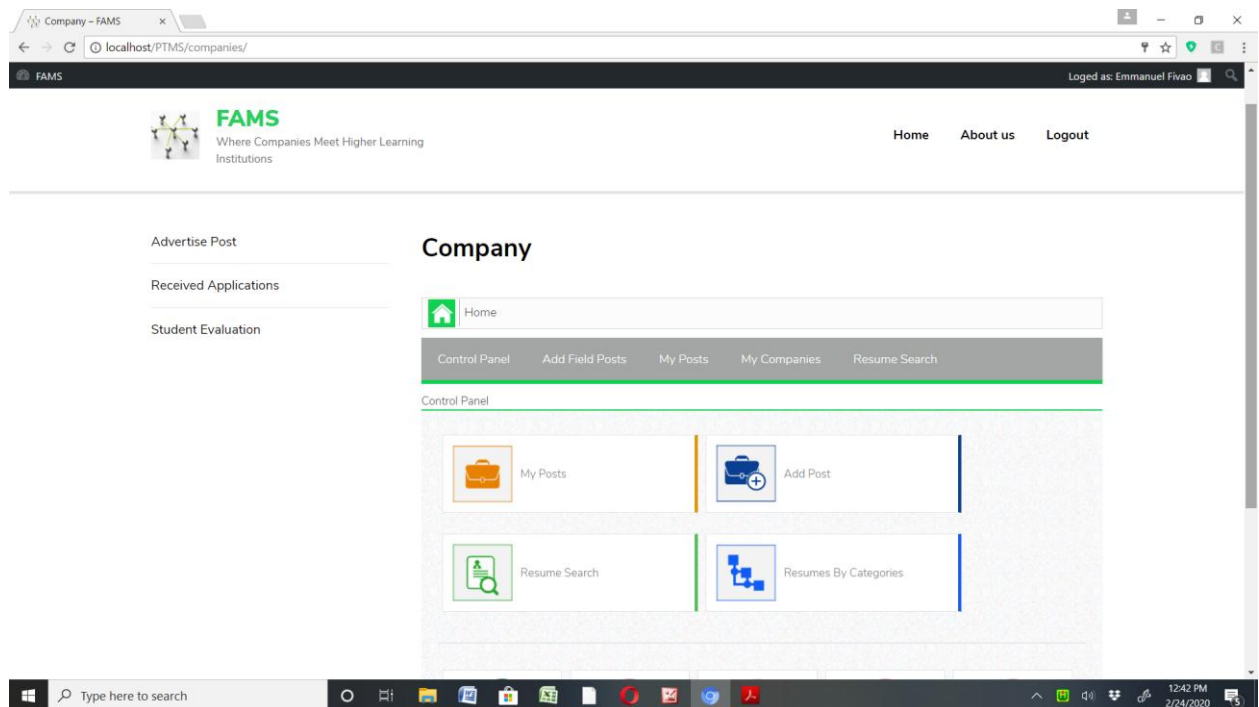 Company – FAMS
localhost/PTMS/companies/
FAMS
Loged as: Emmanuel Fivao
FAMS
Where Companies Meet Higher Learning
Institutions
Home About us Logout
Advertise Post
Received Applications
Student Evaluation
Company
Home
Control Panel Add Field Posts My Posts My Companies Resume Search
Control Panel
My Posts
Add Post
Resume Search
Resumes By Categories
Type here to search
12:42 PM
2/24/2020